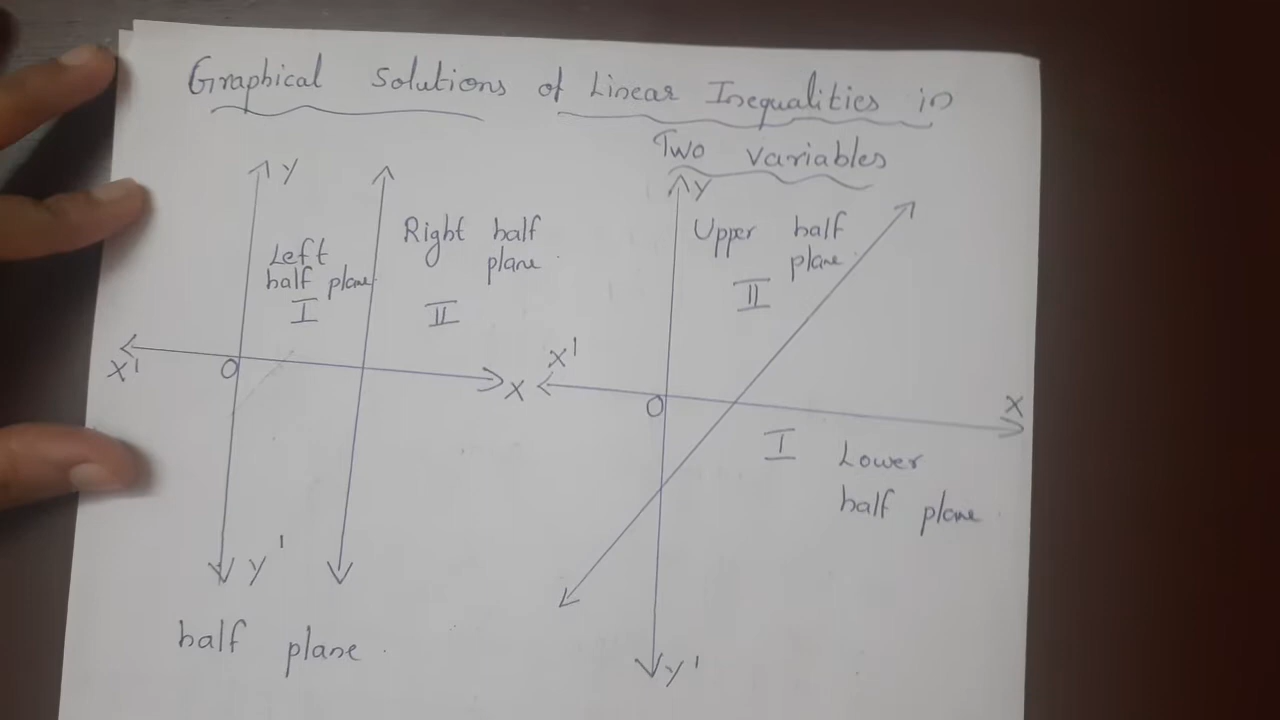 Graphical Solutions of Linear Inequalities in
Two Variables
Y
Left
half plane
I
Right half
plane
II
X'
O
X
Y'
half plane
Y
Upper half
plane
II
X'
O
X
I Lower
half plane
Y'